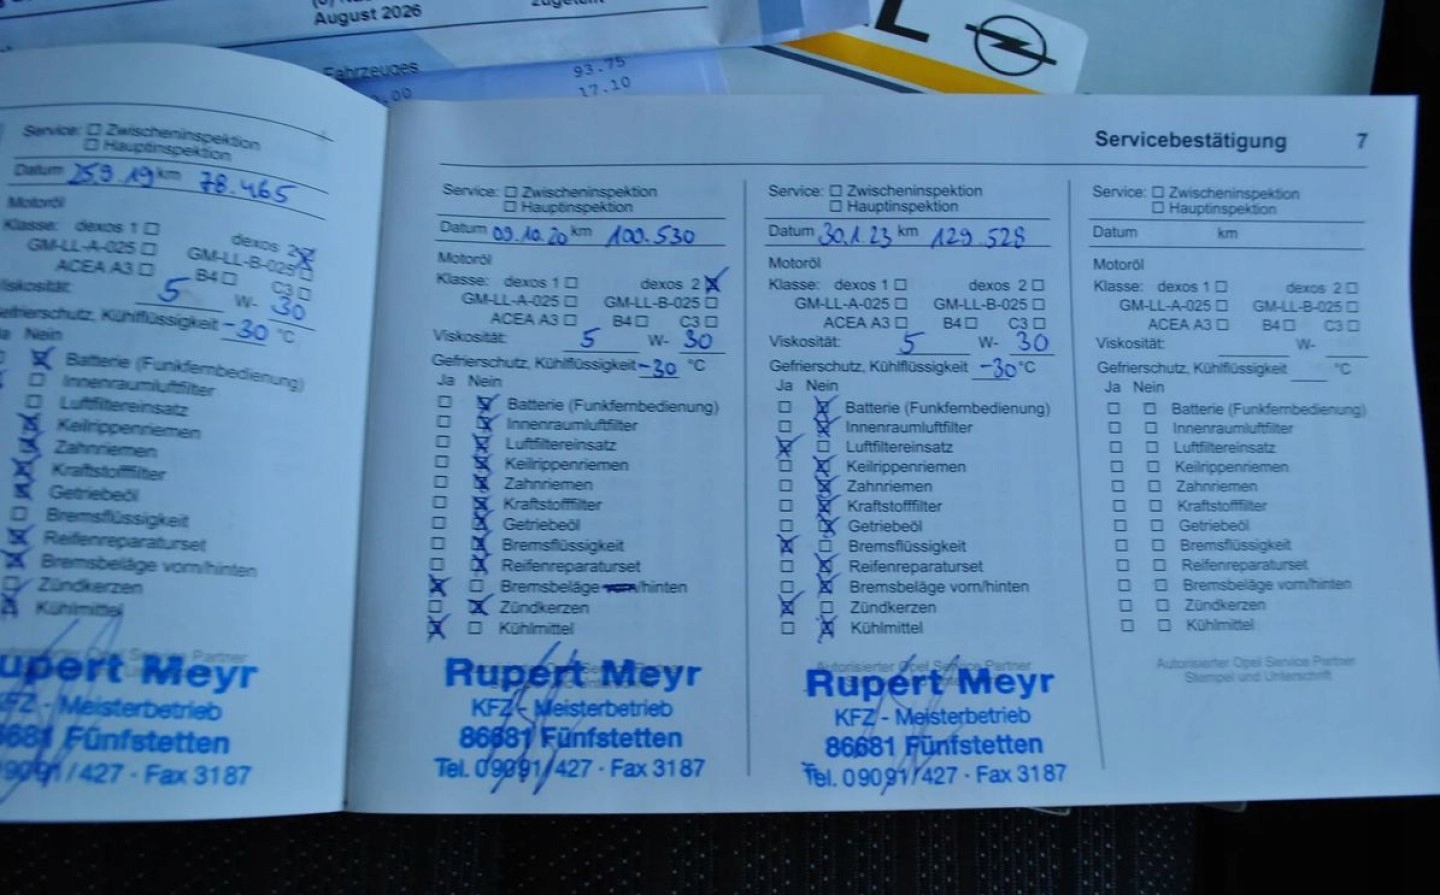 August 2026
Fahrzeuges
93.75
17.10
Service: ☐ Zwischeninspektion
☐ Hauptinspektion
Datum 25.9.19 km 78.465
Motoröl
Klasse: dexos 1 ☐ dexos 2 ☒
GM-LL-A-025 ☐ GM-LL-B-025 ☐
ACEA A3 ☐ B4 ☐ C3 ☐
Viskosität: 5 W- 30
Gefrierschutz, Kühlflüssigkeit -30 °C
Nein
Batterie (Funkfernbedienung)
Innenraumluftfilter
Luftfiltereinsatz
Keilrippenriemen
Zahnriemen
Kraftstofffilter
Getriebeöl
Bremsflüssigkeit
Reifenreparaturset
Bremsbeläge vorn/hinten
Zündkerzen
Kühlmittel
Rupert Meyr
KFZ - Meisterbetrieb
86681 Fünfstetten
09091/427 · Fax 3187
Servicebestätigung 7
Service: ☐ Zwischeninspektion
☐ Hauptinspektion
Datum 09.10.20 km 100.530
Motoröl
Klasse: dexos 1 ☐ dexos 2 ☒
GM-LL-A-025 ☐ GM-LL-B-025 ☐
ACEA A3 ☐ B4 ☐ C3 ☐
Viskosität: 5 W- 30
Gefrierschutz, Kühlflüssigkeit -30 °C
Ja Nein
☐ ☒ Batterie (Funkfernbedienung)
☐ ☒ Innenraumluftfilter
☐ ☒ Luftfiltereinsatz
☐ ☒ Keilrippenriemen
☐ ☒ Zahnriemen
☐ ☒ Kraftstofffilter
☐ ☒ Getriebeöl
☐ ☒ Bremsflüssigkeit
☐ ☒ Reifenreparaturset
☒ ☐ Bremsbeläge vorn/hinten
☐ ☒ Zündkerzen
☒ ☐ Kühlmittel
Rupert Meyr
KFZ - Meisterbetrieb
86681 Fünfstetten
Tel. 09091/427 · Fax 3187
Service: ☐ Zwischeninspektion
☐ Hauptinspektion
Datum 30.1.23 km 129.528
Motoröl
Klasse: dexos 1 ☐ dexos 2 ☐
GM-LL-A-025 ☐ GM-LL-B-025 ☐
ACEA A3 ☐ B4 ☐ C3 ☐
Viskosität: 5 W- 30
Gefrierschutz, Kühlflüssigkeit -30 °C
Ja Nein
☐ ☒ Batterie (Funkfernbedienung)
☐ ☒ Innenraumluftfilter
☒ ☐ Luftfiltereinsatz
☐ ☒ Keilrippenriemen
☐ ☒ Zahnriemen
☐ ☒ Kraftstofffilter
☐ ☒ Getriebeöl
☒ ☐ Bremsflüssigkeit
☐ ☒ Reifenreparaturset
☐ ☒ Bremsbeläge vorn/hinten
☒ ☐ Zündkerzen
☐ ☒ Kühlmittel
Autorisierter Opel Service Partner
Rupert Meyr
KFZ - Meisterbetrieb
86681 Fünfstetten
Tel. 09091/427 · Fax 3187
Service: ☐ Zwischeninspektion
☐ Hauptinspektion
Datum km
Motoröl
Klasse: dexos 1 ☐ dexos 2 ☐
GM-LL-A-025 ☐ GM-LL-B-025 ☐
ACEA A3 ☐ B4 ☐ C3 ☐
Viskosität: W-
Gefrierschutz, Kühlflüssigkeit °C
Ja Nein
☐ ☐ Batterie (Funkfernbedienung)
☐ ☐ Innenraumluftfilter
☐ ☐ Luftfiltereinsatz
☐ ☐ Keilrippenriemen
☐ ☐ Zahnriemen
☐ ☐ Kraftstofffilter
☐ ☐ Getriebeöl
☐ ☐ Bremsflüssigkeit
☐ ☐ Reifenreparaturset
☐ ☐ Bremsbeläge vorn/hinten
☐ ☐ Zündkerzen
☐ ☐ Kühlmittel
Autorisierter Opel Service Partner
Stempel und Unterschrift